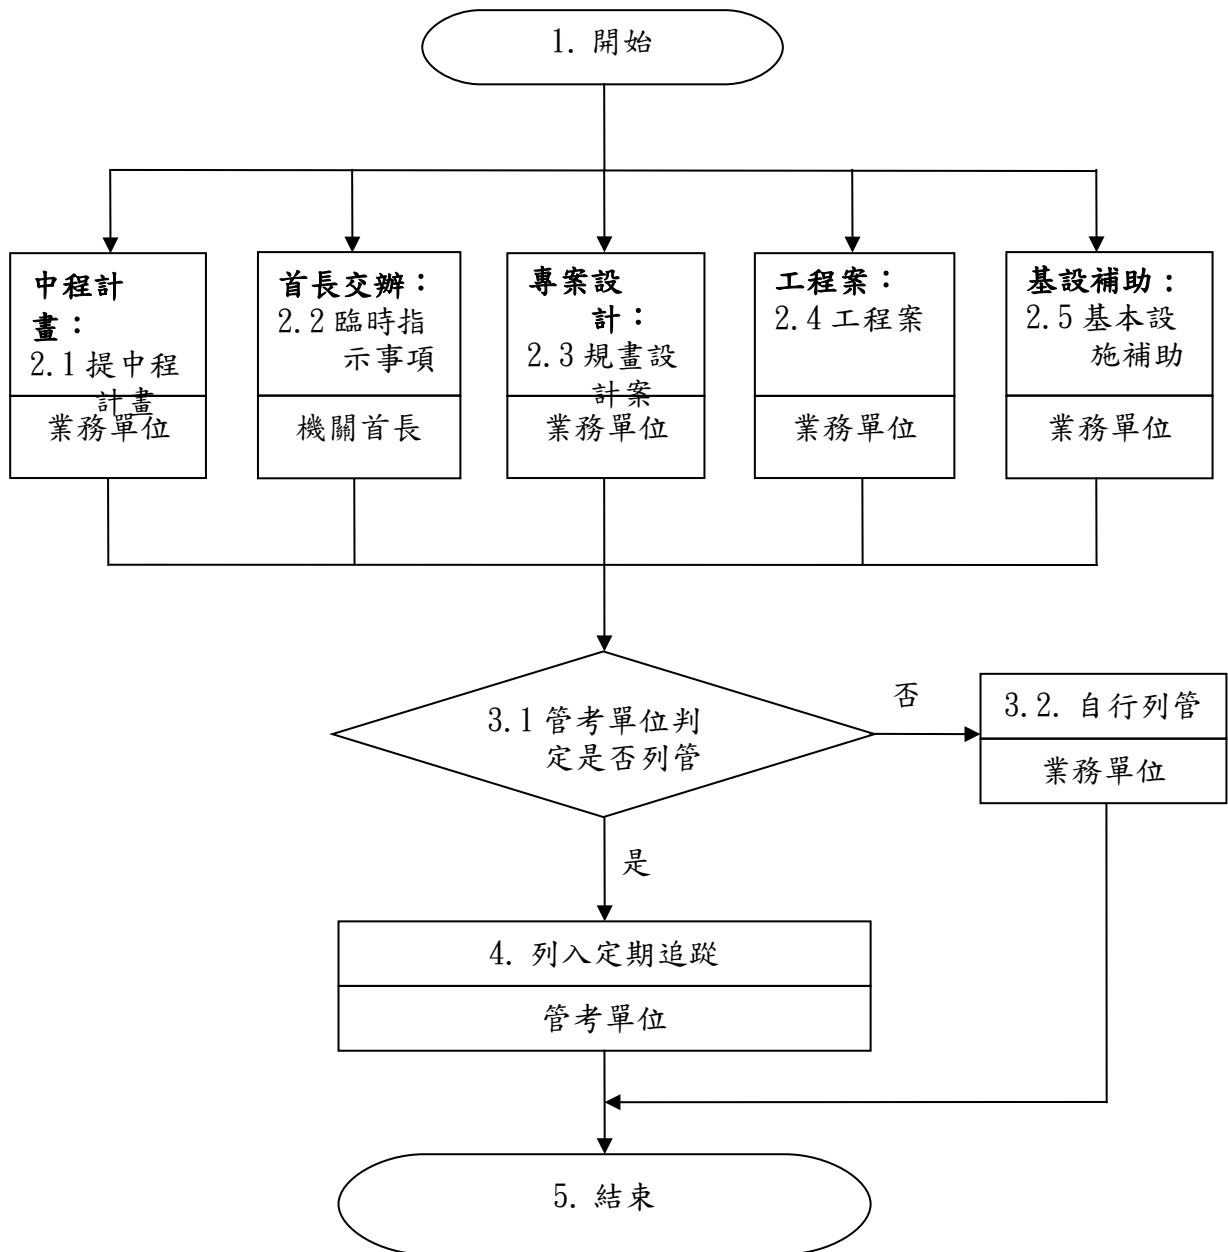 1. 開始
中程計
畫：
2.1提中程
計畫
業務單位
首長交辦：
2.2臨時指
示事項
機關首長
專案設
計：
2.3規畫設
計案
業務單位
工程案：
2.4工程案
業務單位
基設補助：
2.5基本設
施補助
業務單位
3.1管考單位判
定是否列管
否
3.2. 自行列管
業務單位
是
4. 列入定期追蹤
管考單位
5. 結束